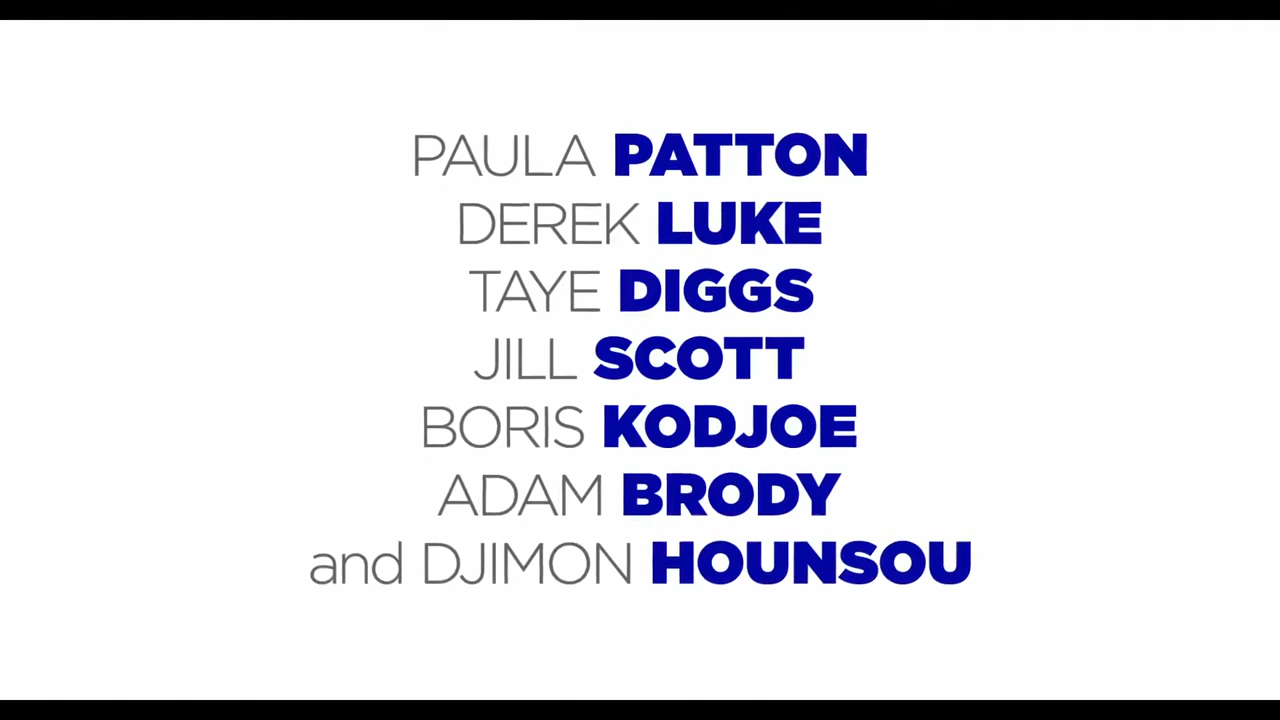 PAULA PATTON
DEREK LUKE
TAYE DIGGS
JILL SCOTT
BORIS KODJOE
ADAM BRODY
and DJIMON HOUNSOU